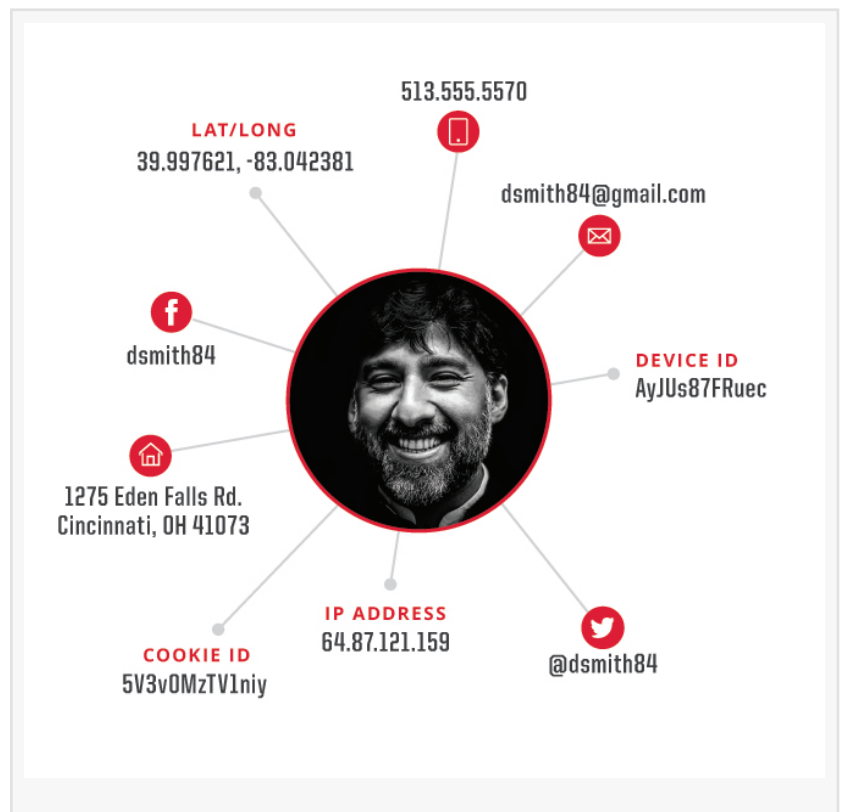 513.555.5570
LAT/LONG
39.997621, -83.042381
dsmith84@gmail.com
dsmith84
DEVICE ID
AyJUs87FRuec
1275 Eden Falls Rd.
Cincinnati, OH 41073
IP ADDRESS
64.87.121.159
COOKIE ID
5V3v0MzTV1niy
@dsmith84